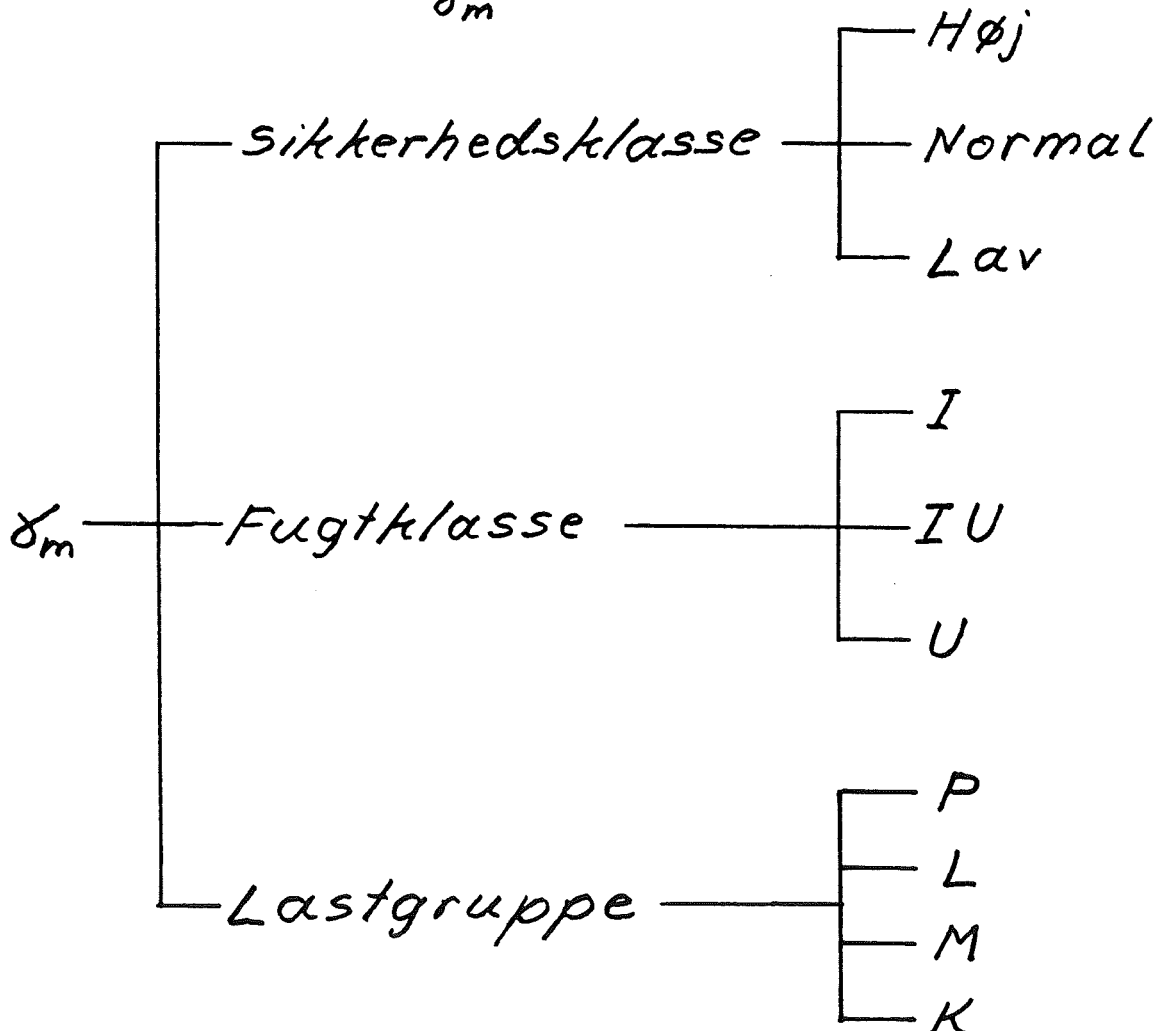 γm
Høj
Sikkerhedsklasse
Normal
Lav
I
γm
Fugtklasse
IU
U
P
Lastgruppe
L
M
K